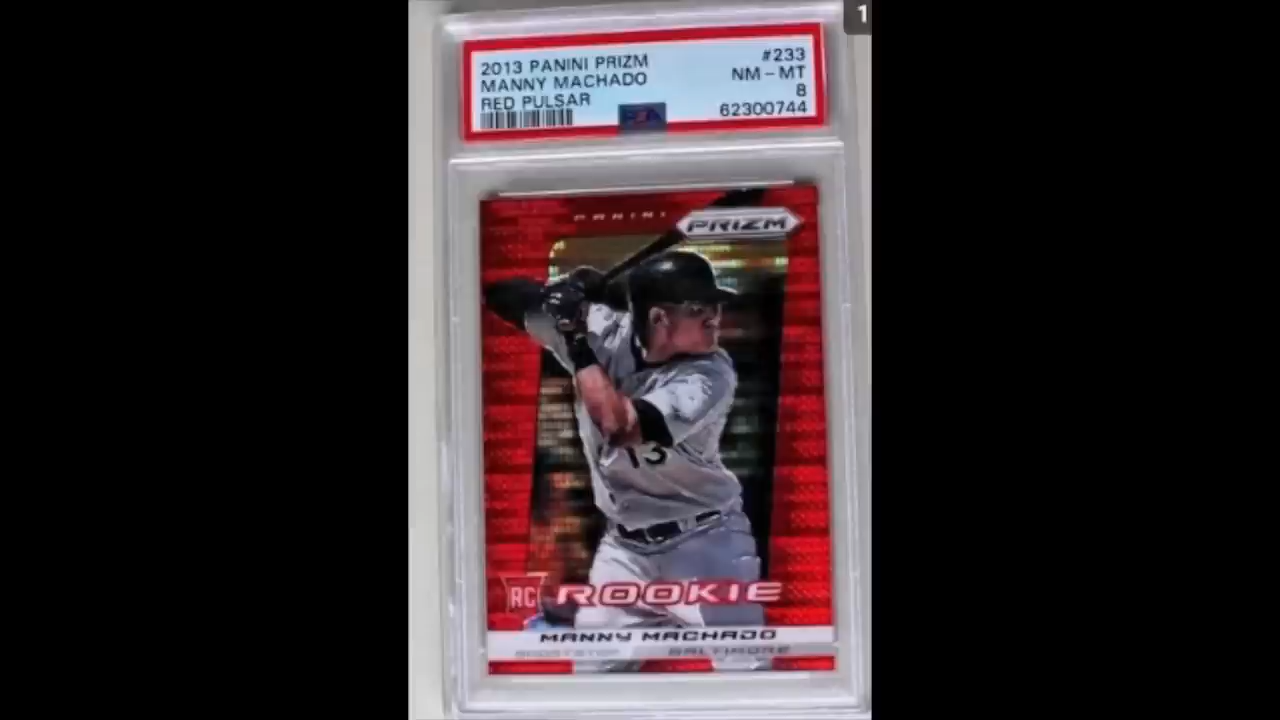 1
2013 PANINI PRIZM #233
MANNY MACHADO NM - MT
RED PULSAR 8
PSA 62300744
PANINI
PRIZM
13
RC ROOKIE
MANNY MACHADO
SHORTSTOP BALTIMORE